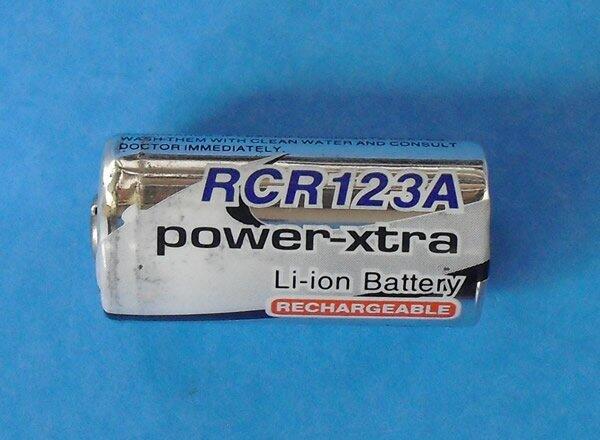 WASH THEM WITH CLEAN WATER AND CONSULT
DOCTOR IMMEDIATELY.
RCR123A
power-xtra
Li-ion Battery
RECHARGEABLE